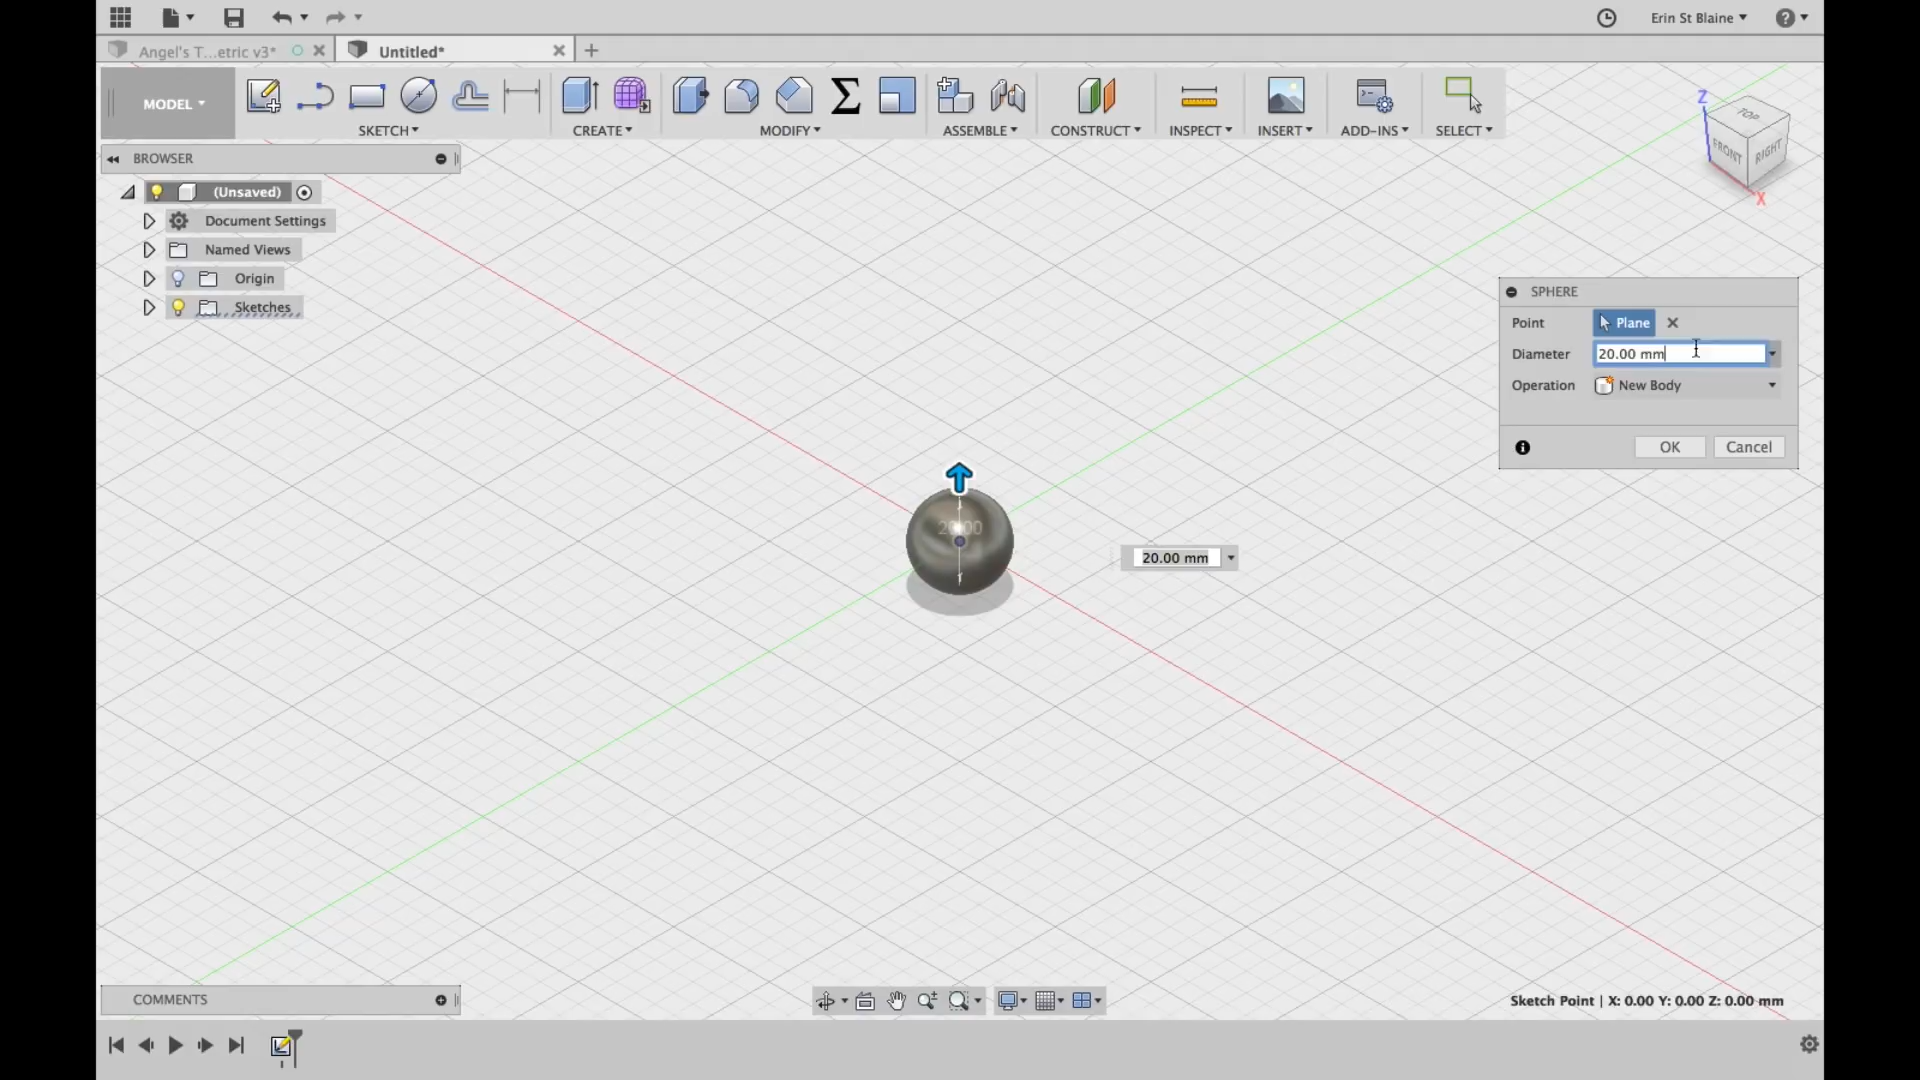 Erin St Blaine
Angel's T...etric v3*
Untitled*
MODEL
SKETCH
CREATE
MODIFY
ASSEMBLE
CONSTRUCT
INSPECT
INSERT
ADD-INS
SELECT
Z
TOP
FRONT
RIGHT
X
BROWSER
(Unsaved)
Document Settings
Named Views
Origin
Sketches
SPHERE
Point
Plane
Diameter
20.00 mm
Operation
New Body
OK
Cancel
20.00
20.00 mm
COMMENTS
Sketch Point | X: 0.00 Y: 0.00 Z: 0.00 mm